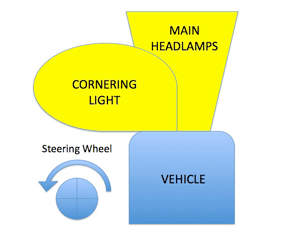 MAIN
HEADLAMPS
CORNERING
LIGHT
Steering Wheel
VEHICLE